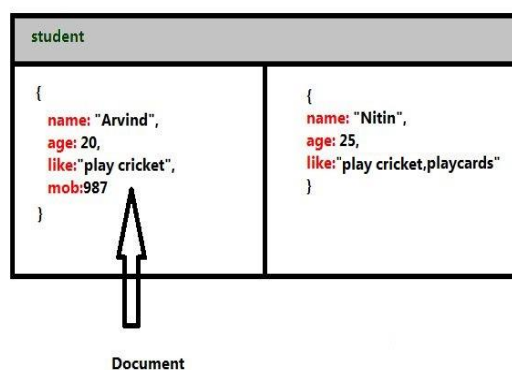 student
{
name: "Arvind",
age: 20,
like:"play cricket",
mob:987
}
{
name: "Nitin",
age: 25,
like:"play cricket,playcards"
}
Document